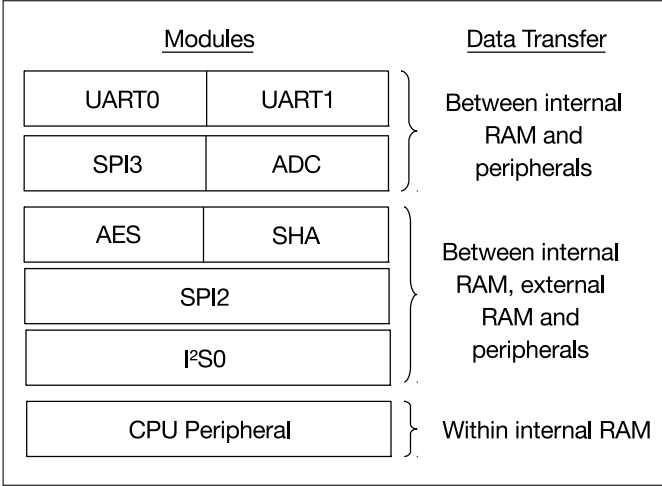 Modules
Data Transfer
UART0
UART1
SPI3
ADC
Between internal
RAM and
peripherals
AES
SHA
SPI2
I²S0
Between internal
RAM, external
RAM and
peripherals
CPU Peripheral
Within internal RAM